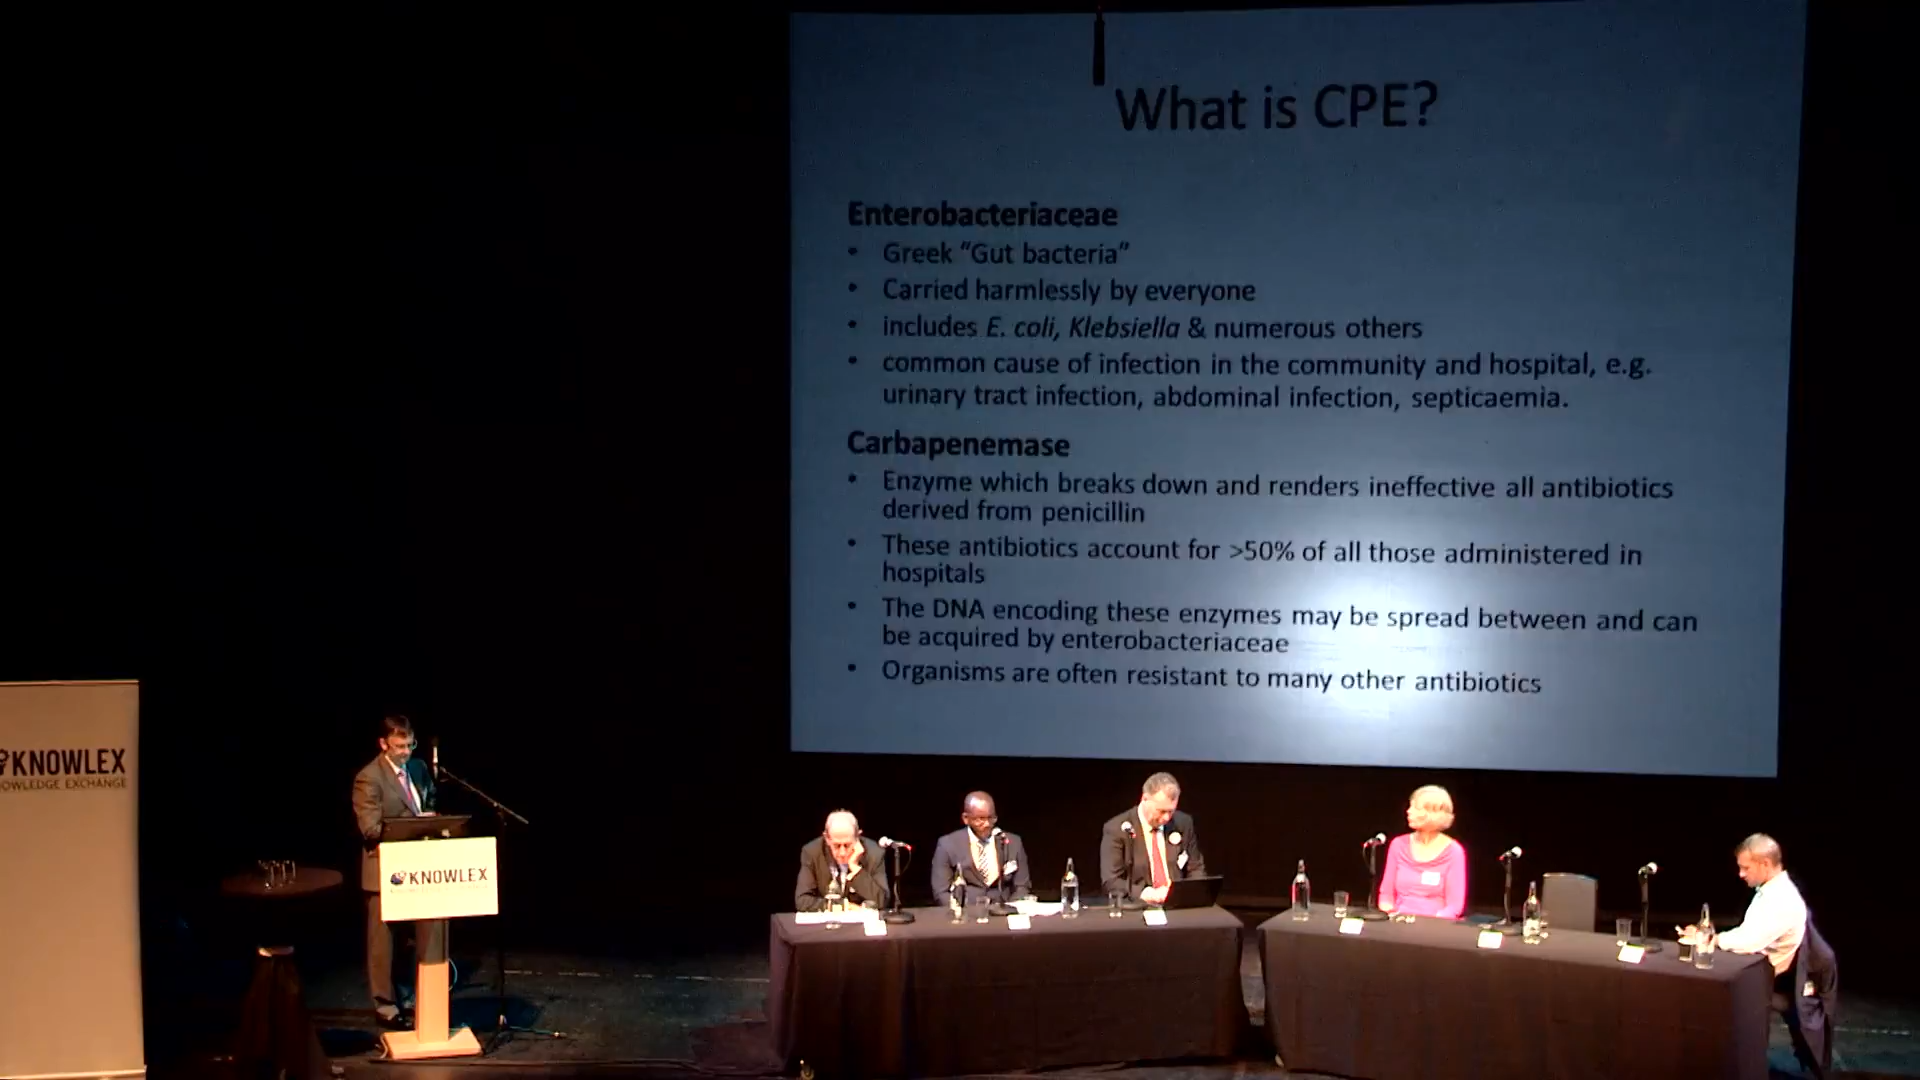 What is CPE?
Enterobacteriaceae
• Greek “Gut bacteria”
• Carried harmlessly by everyone
• includes E. coli, Klebsiella & numerous others
• common cause of infection in the community and hospital, e.g.
urinary tract infection, abdominal infection, septicaemia.
Carbapenemase
• Enzyme which breaks down and renders ineffective all antibiotics
derived from penicillin
• These antibiotics account for >50% of all those administered in
hospitals
• The DNA encoding these enzymes may be spread between and can
be acquired by enterobacteriaceae
• Organisms are often resistant to many other antibiotics
KNOWLEX
OWLEDGE EXCHANGE
KNOWLEX